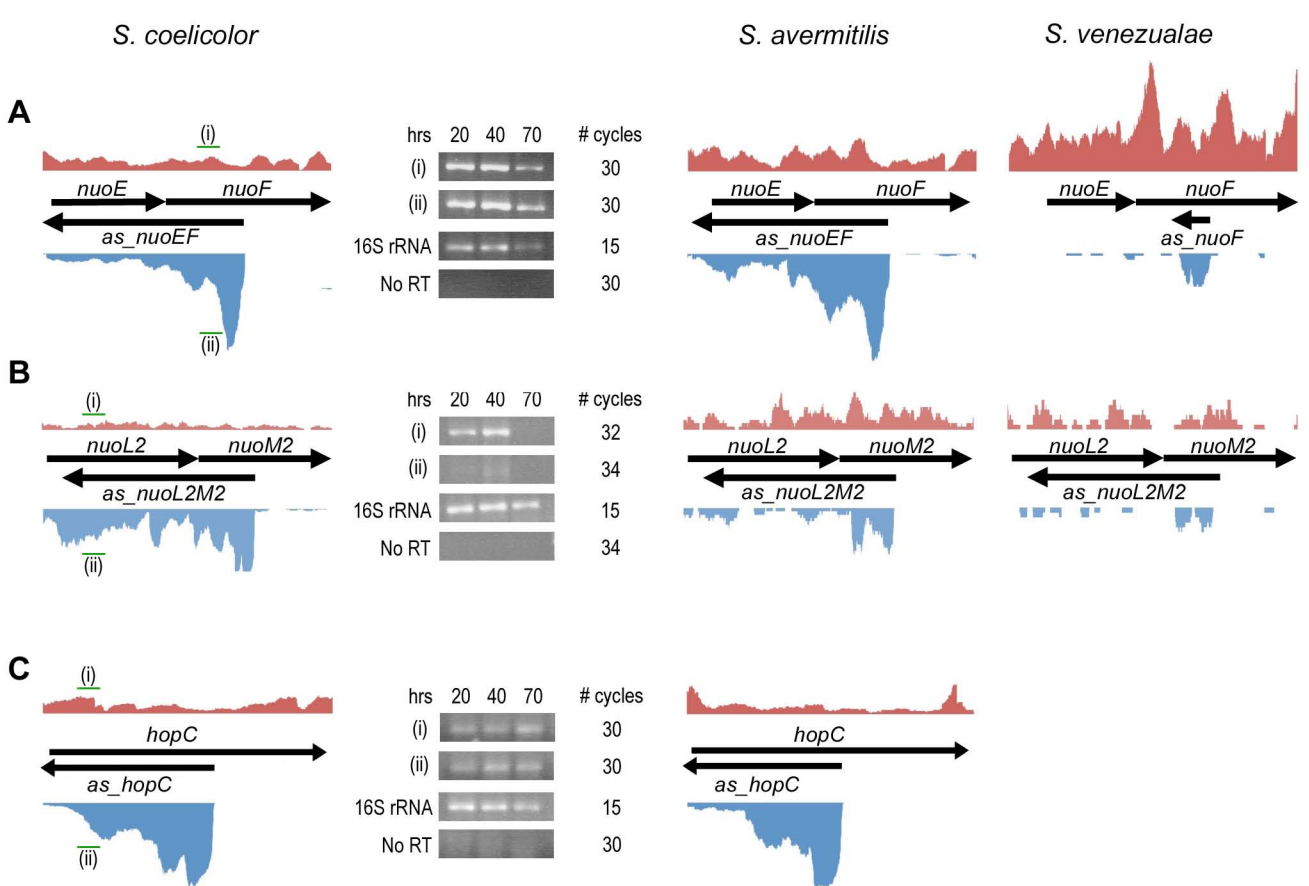 S. coelicolor S. avermitilis S. venezualae
A
(i)
hrs 20 40 70 # cycles
(i) 30
(ii) 30
16S rRNA 15
No RT 30
nuoE nuoF
as_nuoEF
(ii)
nuoE nuoF
as_nuoEF
nuoE nuoF
as_nuoF
B
(i)
hrs 20 40 70 # cycles
(i) 32
(ii) 34
16S rRNA 15
No RT 34
nuoL2 nuoM2
as_nuoL2M2
(ii)
nuoL2 nuoM2
as_nuoL2M2
nuoL2 nuoM2
as_nuoL2M2
C
(i)
hrs 20 40 70 # cycles
(i) 30
(ii) 30
16S rRNA 15
No RT 30
hopC
as_hopC
(ii)
hopC
as_hopC